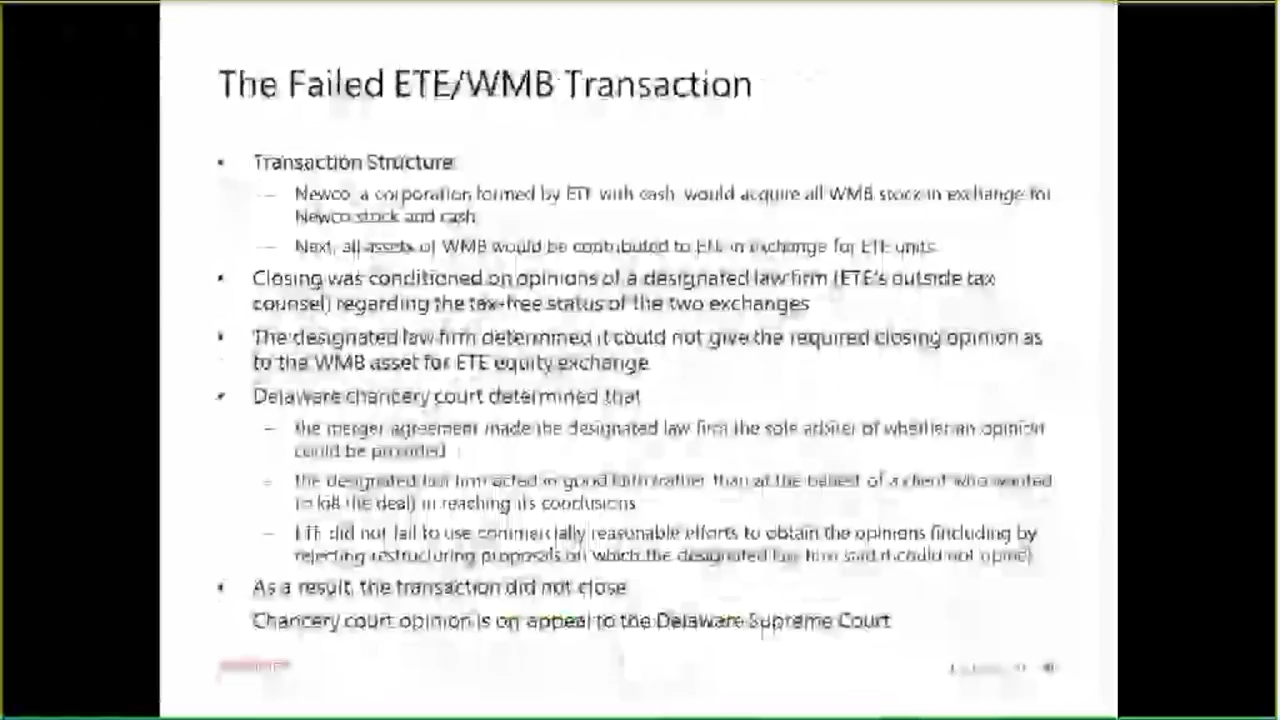 The Failed ETE/WMB Transaction
• Transaction Structure
— Newco, a corporation formed by ETE with cash, would acquire all WMB stock in exchange for
Newco stock and cash
— Next, all assets of WMB would be contributed to ETE in exchange for ETE units
• Closing was conditioned on opinions of a designated law firm (ETE's outside tax
counsel) regarding the tax-free status of the two exchanges
• The designated law firm determined it could not give the required closing opinion as
to the WMB asset for ETE equity exchange
• Delaware chancery court determined that
– the merger agreement made the designated law firm the sole arbiter of whether an opinion
could be provided
– the designated law firm acted in good faith (rather than at the behest of a client who wanted
to kill the deal) in reaching its conclusions
– ETE did not fail to use commercially reasonable efforts to obtain the opinions (including by
rejecting restructuring proposals on which the designated law firm said it could not opine)
• As a result, the transaction did not close
Chancery court opinion is on appeal to the Delaware Supreme Court